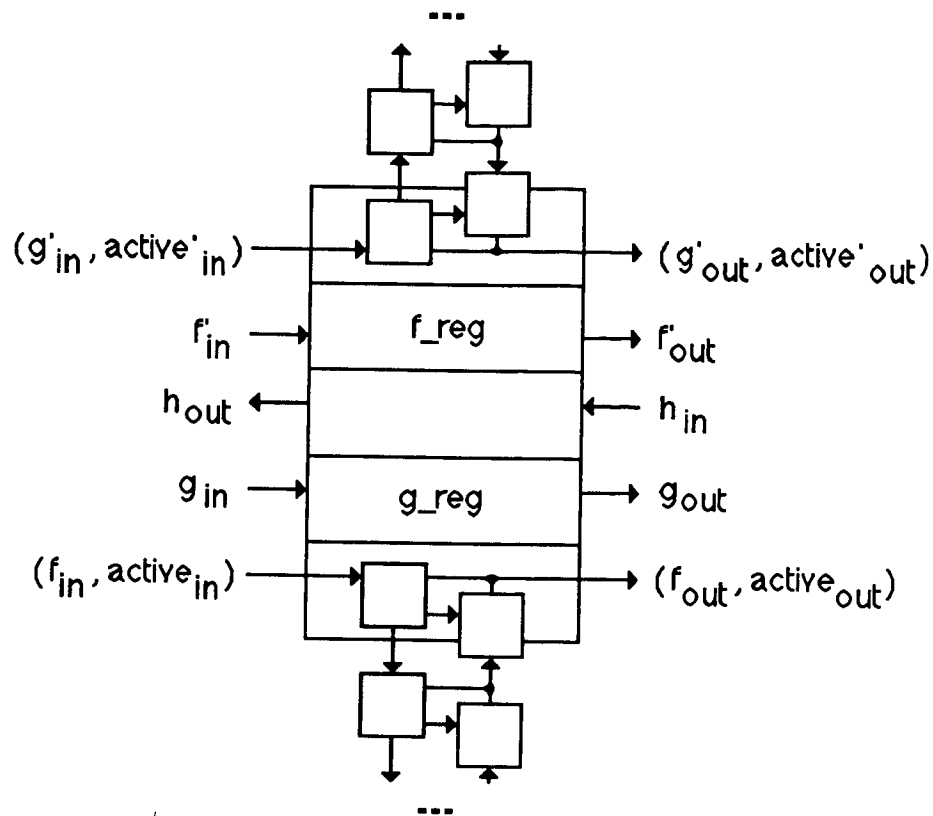 (g'in, active'in) (g'out, active'out)
f'in f_reg f'out
hout hin
gin g_reg gout
(fin, activein) (fout, activeout)